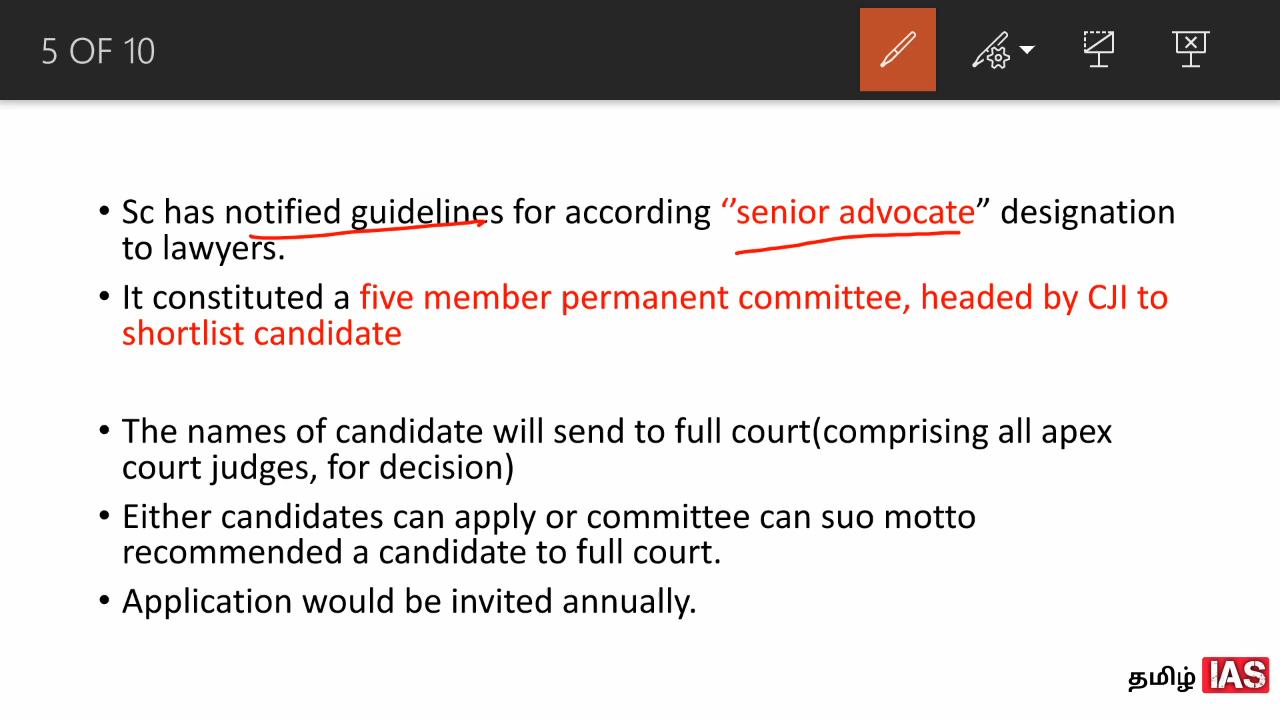 5 OF 10
• Sc has notified guidelines for according ‘’senior advocate” designation
to lawyers.
• It constituted a five member permanent committee, headed by CJI to
shortlist candidate
• The names of candidate will send to full court(comprising all apex
court judges, for decision)
• Either candidates can apply or committee can suo motto
recommended a candidate to full court.
• Application would be invited annually.
தமிழ் IAS